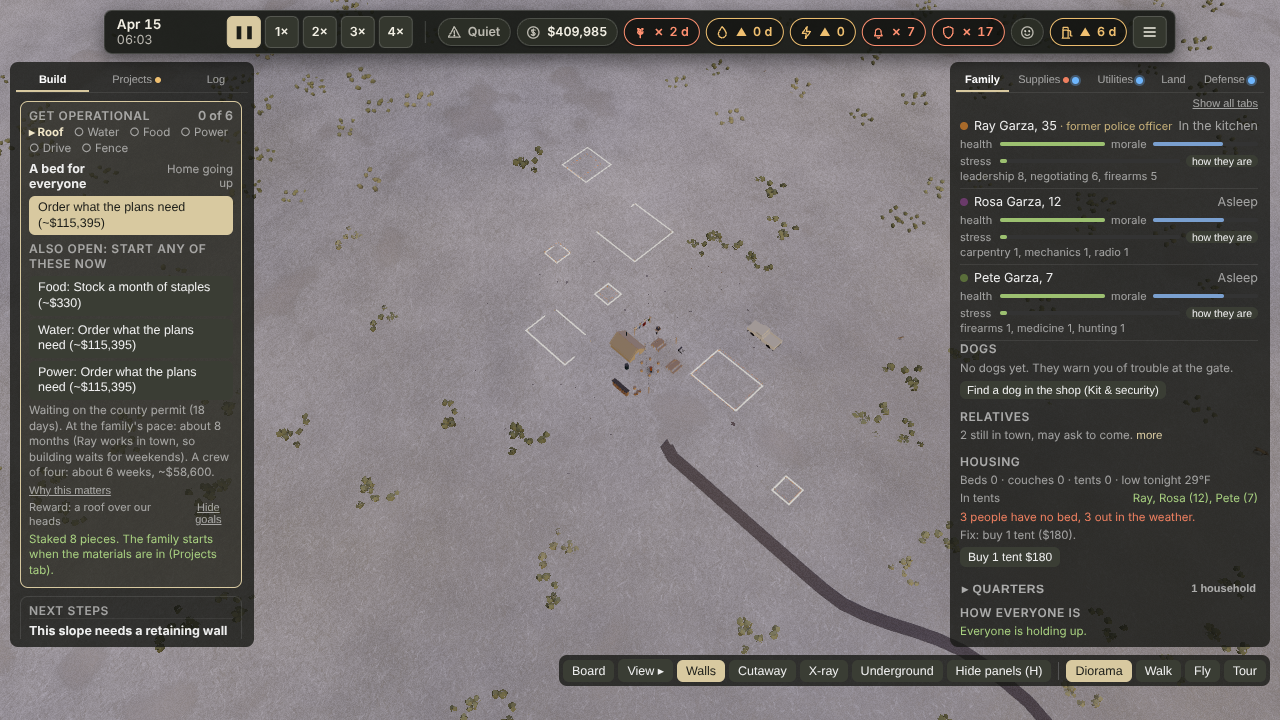 Apr 15
06:03
1×
2×
3×
4×
Quiet
$409,985
× 2 d
0 d
0
× 7
× 17
6 d
Build
Projects
Log
GET OPERATIONAL
0 of 6
▸ Roof
Water
Food
Power
Drive
Fence
A bed for everyone
Home going up
Order what the plans need (~$115,395)
ALSO OPEN: START ANY OF THESE NOW
Food: Stock a month of staples (~$330)
Water: Order what the plans need (~$115,395)
Power: Order what the plans need (~$115,395)
Waiting on the county permit (18 days). At the family's pace: about 8 months (Ray works in town, so building waits for weekends). A crew of four: about 6 weeks, ~$58,600.
Why this matters
Reward: a roof over our heads
Hide goals
Staked 8 pieces. The family starts when the materials are in (Projects tab).
NEXT STEPS
This slope needs a retaining wall
Family
Supplies
Utilities
Land
Defense
Show all tabs
Ray Garza, 35 · former police officer
In the kitchen
health
morale
stress
how they are
leadership 8, negotiating 6, firearms 5
Rosa Garza, 12
Asleep
health
morale
stress
how they are
carpentry 1, mechanics 1, radio 1
Pete Garza, 7
Asleep
health
morale
stress
how they are
firearms 1, medicine 1, hunting 1
DOGS
No dogs yet. They warn you of trouble at the gate.
Find a dog in the shop (Kit & security)
RELATIVES
2 still in town, may ask to come. more
HOUSING
Beds 0 · couches 0 · tents 0 · low tonight 29°F
In tents
Ray, Rosa (12), Pete (7)
3 people have no bed, 3 out in the weather.
Fix: buy 1 tent ($180).
Buy 1 tent $180
▸ QUARTERS
1 household
HOW EVERYONE IS
Everyone is holding up.
Board
View ▸
Walls
Cutaway
X-ray
Underground
Hide panels (H)
Diorama
Walk
Fly
Tour